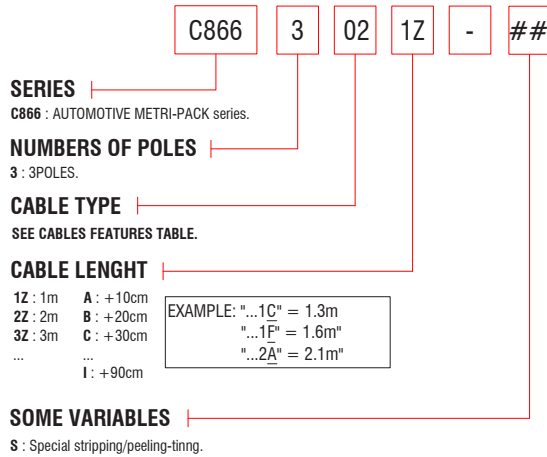 C866 3 02 1Z - ##
SERIES
C866 : AUTOMOTIVE METRI-PACK series.
NUMBERS OF POLES
3 : 3POLES.
CABLE TYPE
SEE CABLES FEATURES TABLE.
CABLE LENGHT
1Z : 1m A : +10cm
2Z : 2m B : +20cm
3Z : 3m C : +30cm
... ...
I : +90cm
EXAMPLE: "...1C" = 1.3m
"...1F" = 1.6m"
"...2A" = 2.1m"
SOME VARIABLES
S : Special stripping/peeling-tinng.